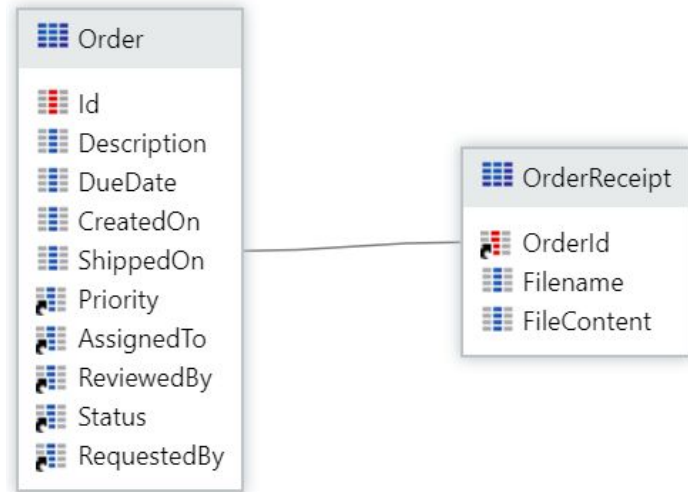 Order
Id
Description
DueDate
CreatedOn
ShippedOn
Priority
AssignedTo
ReviewedBy
Status
RequestedBy
OrderReceipt
OrderId
Filename
FileContent